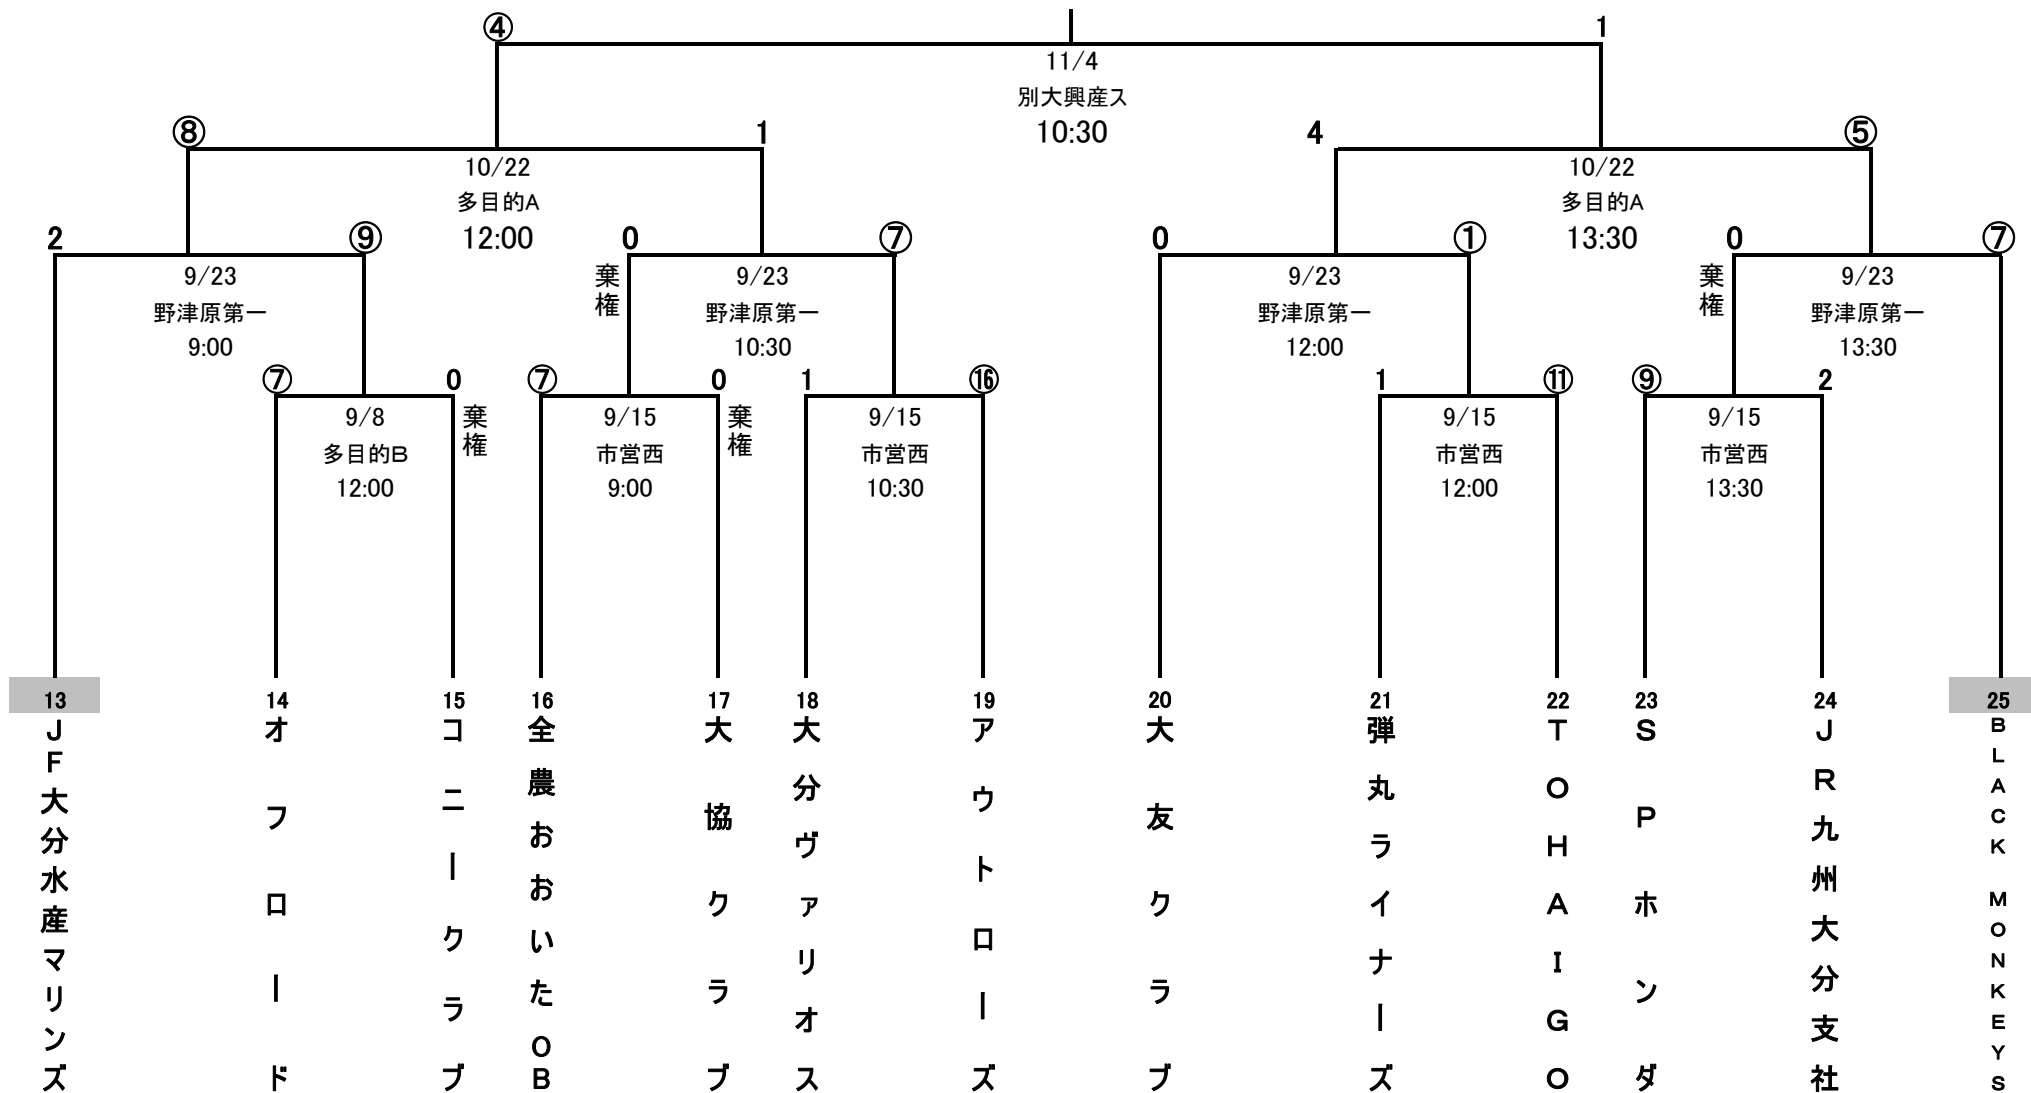 ④ 1
11/4
別大興産ス
10:30
⑧ 1 4 ⑤
10/22 10/22
多目的A 多目的A
12:00 13:30
2 ⑨ 0 ⑦ 0 ① 0 ⑦
棄権 棄権
9/23 9/23 9/23 9/23
野津原第一 野津原第一 野津原第一 野津原第一
9:00 10:30 12:00 13:30
⑦ 0 ⑦ 0 1 ⑯ 1 ⑪ ⑨ 2
棄権 棄権
9/8 9/15 9/15 9/15 9/15
多目的B 市営西 市営西 市営西 市営西
12:00 9:00 10:30 12:00 13:30
13 14 15 16 17 18 19 20 21 22 23 24 25
JF大分水産マリンズ
オフロード
コニークラブ
全農おおいたOB
大協クラブ
大分ヴァリオス
アウトローズ
大友クラブ
弾丸ライナーズ
TOHAIGO
SPホンダ
JR九州大分支社
BLACK MONKEYS